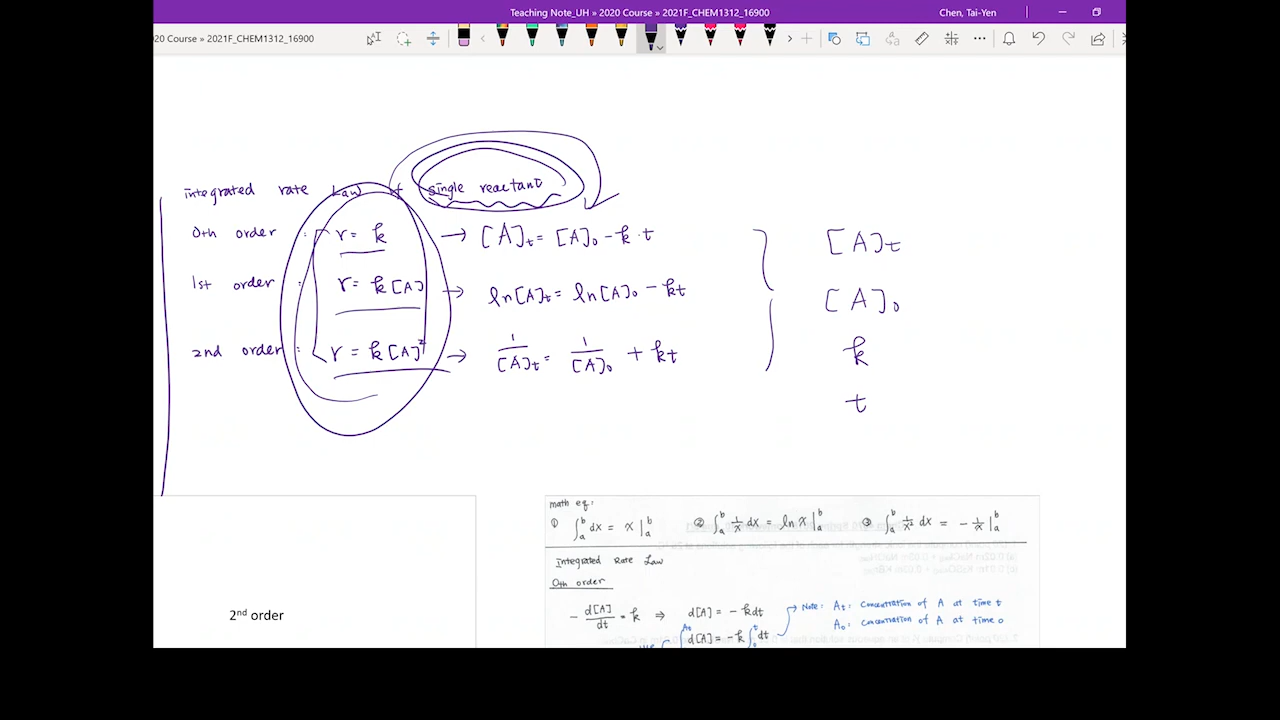 Teaching Note_UH » 2020 Course » 2021F_CHEM1312_16900
Chen, Tai-Yen
2020 Course » 2021F_CHEM1312_16900
integrated rate law of single reactant
0th order : r = k → [A]t = [A]0 - k·t
1st order : r = k[A] → ln[A]t = ln[A]0 - kt
2nd order : r = k[A]² → 1/[A]t = 1/[A]0 + kt
[A]t
[A]0
k
t
math eq:
① ∫ₐᵇ dx = x|ₐᵇ ② ∫ₐᵇ 1/x dx = ln x|ₐᵇ ③ ∫ₐᵇ 1/x² dx = -1/x|ₐᵇ
Integrated Rate Law
0th order
- d[A]/dt = k ⇒ d[A] = - kdt
Note: At: concentration of A at time t
A0: concentration of A at time 0
∫ d[A] = -k ∫₀ᵗ dt
2nd order